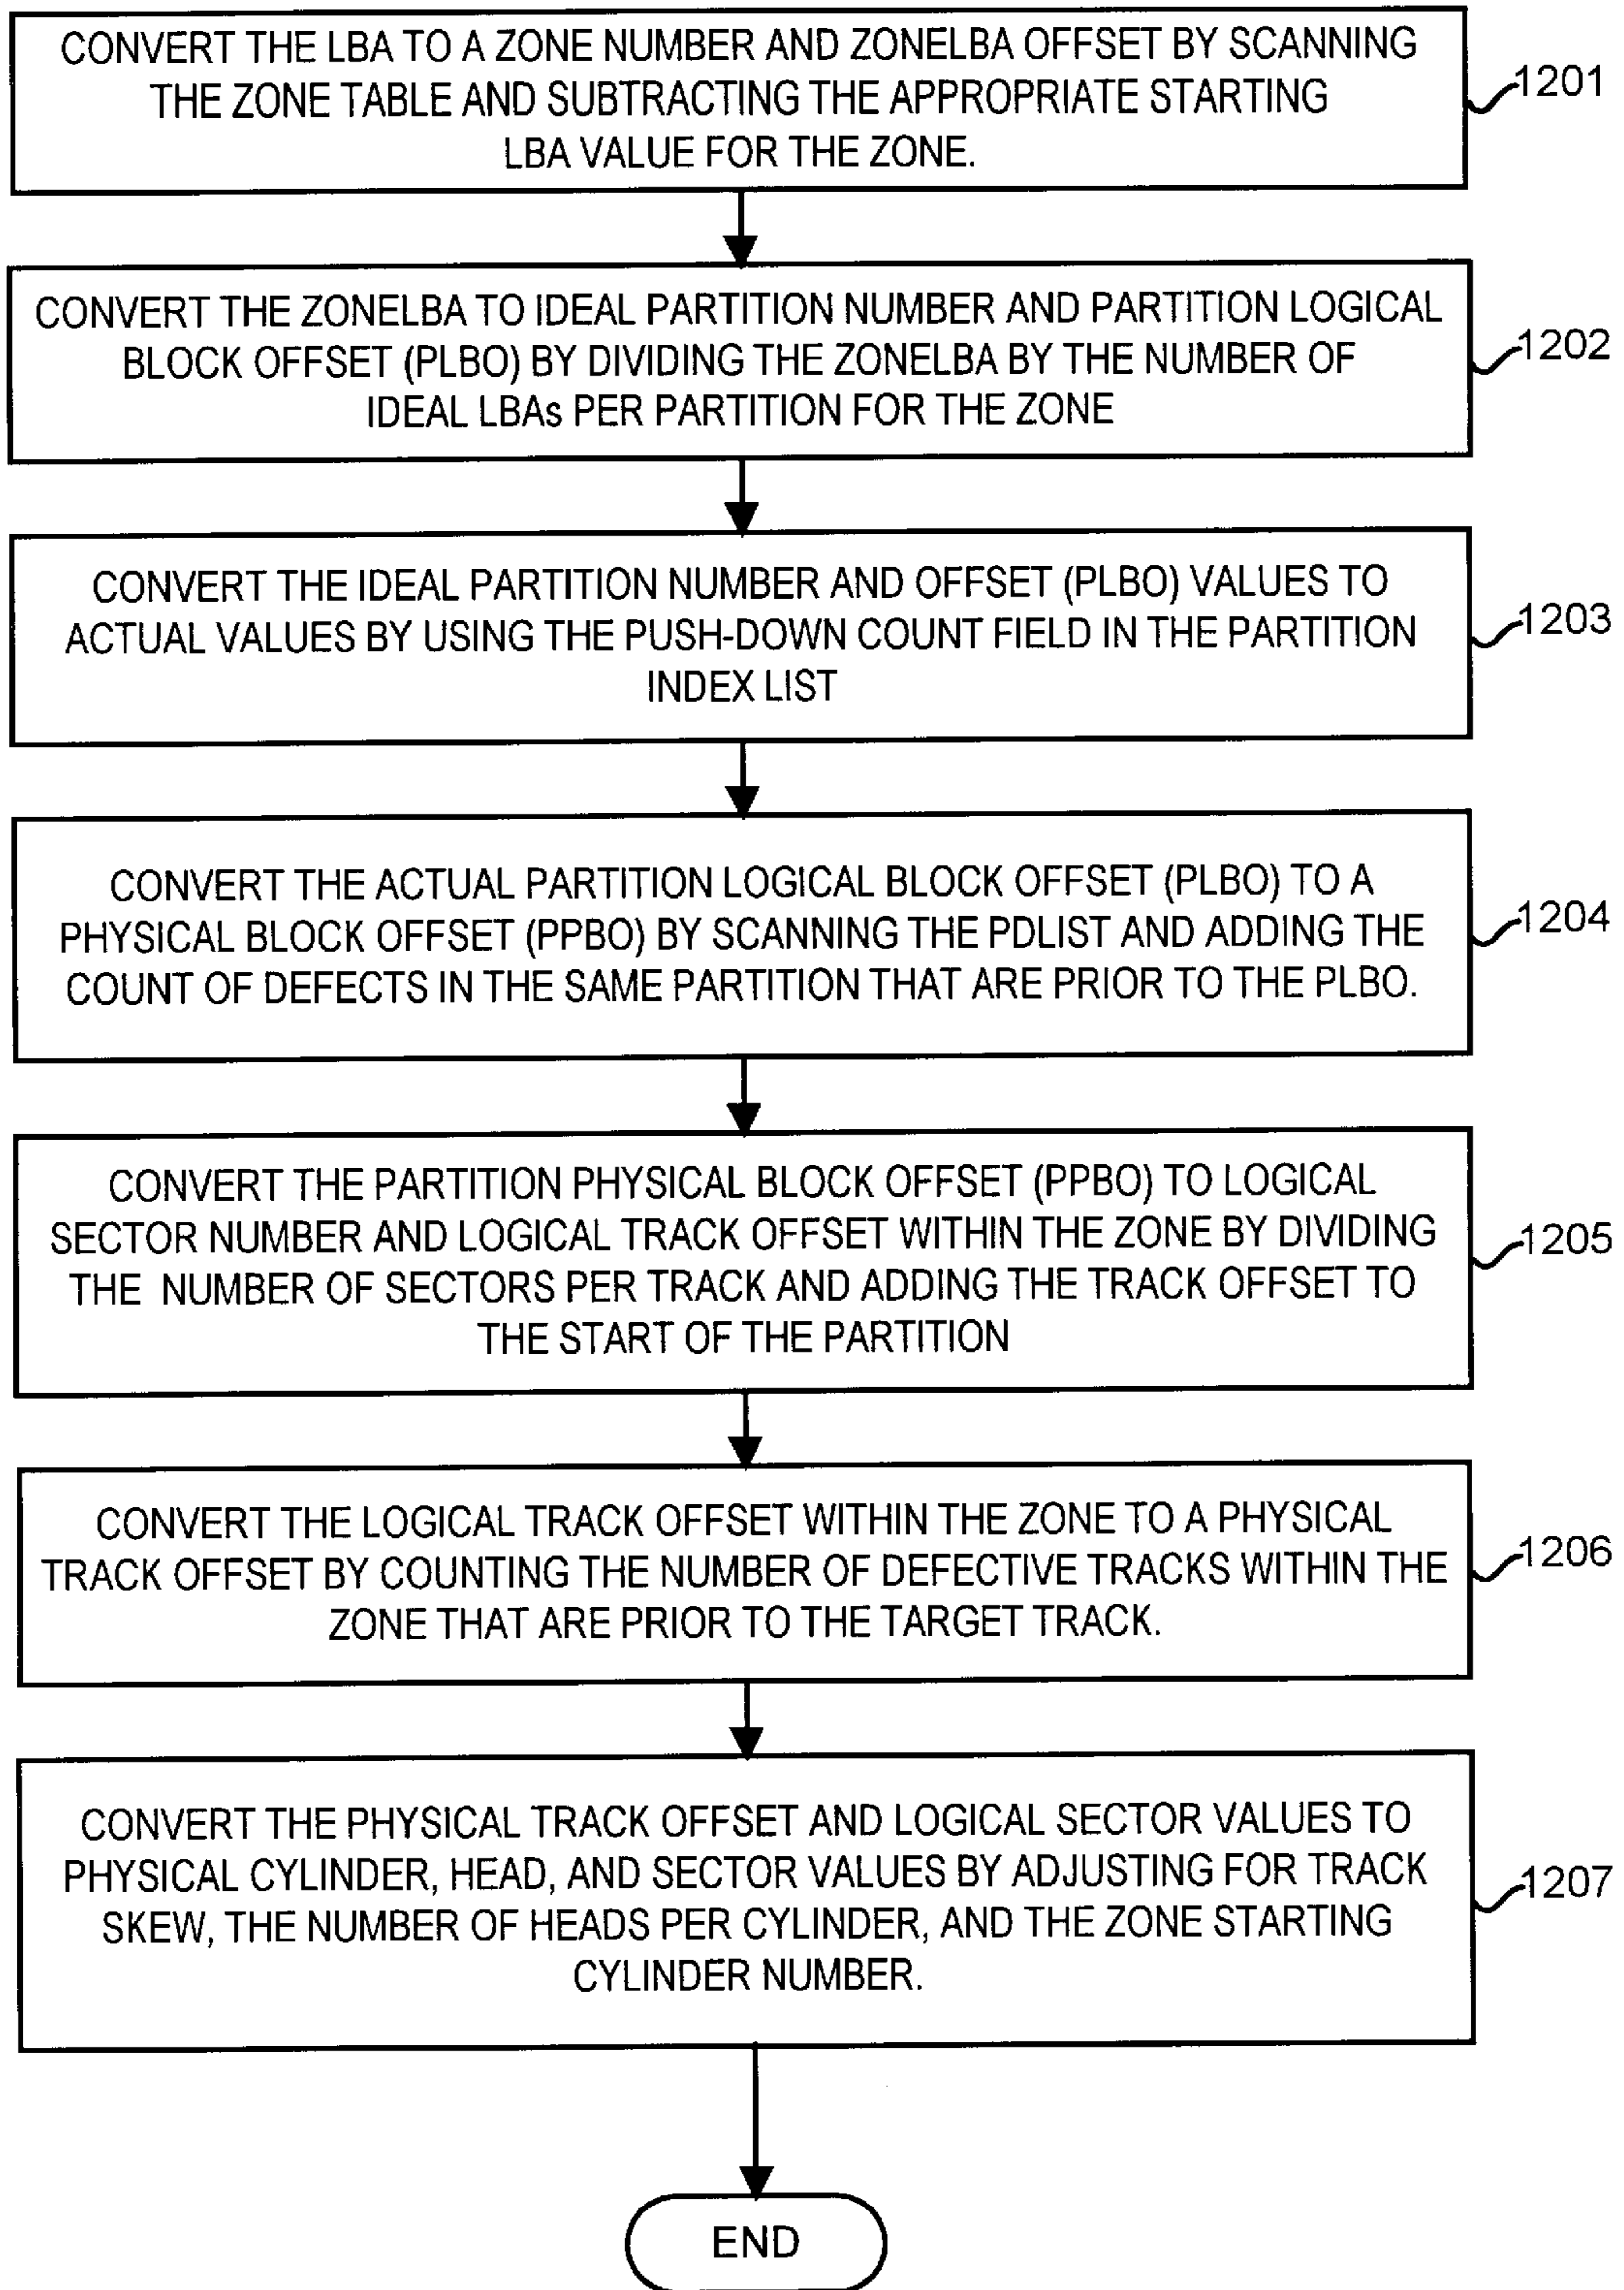 CONVERT THE LBA TO A ZONE NUMBER AND ZONELBA OFFSET BY SCANNING
THE ZONE TABLE AND SUBTRACTING THE APPROPRIATE STARTING
LBA VALUE FOR THE ZONE.
1201
CONVERT THE ZONELBA TO IDEAL PARTITION NUMBER AND PARTITION LOGICAL
BLOCK OFFSET (PLBO) BY DIVIDING THE ZONELBA BY THE NUMBER OF
IDEAL LBAs PER PARTITION FOR THE ZONE
1202
CONVERT THE IDEAL PARTITION NUMBER AND OFFSET (PLBO) VALUES TO
ACTUAL VALUES BY USING THE PUSH-DOWN COUNT FIELD IN THE PARTITION
INDEX LIST
1203
CONVERT THE ACTUAL PARTITION LOGICAL BLOCK OFFSET (PLBO) TO A
PHYSICAL BLOCK OFFSET (PPBO) BY SCANNING THE PDLIST AND ADDING THE
COUNT OF DEFECTS IN THE SAME PARTITION THAT ARE PRIOR TO THE PLBO.
1204
CONVERT THE PARTITION PHYSICAL BLOCK OFFSET (PPBO) TO LOGICAL
SECTOR NUMBER AND LOGICAL TRACK OFFSET WITHIN THE ZONE BY DIVIDING
THE NUMBER OF SECTORS PER TRACK AND ADDING THE TRACK OFFSET TO
THE START OF THE PARTITION
1205
CONVERT THE LOGICAL TRACK OFFSET WITHIN THE ZONE TO A PHYSICAL
TRACK OFFSET BY COUNTING THE NUMBER OF DEFECTIVE TRACKS WITHIN THE
ZONE THAT ARE PRIOR TO THE TARGET TRACK.
1206
CONVERT THE PHYSICAL TRACK OFFSET AND LOGICAL SECTOR VALUES TO
PHYSICAL CYLINDER, HEAD, AND SECTOR VALUES BY ADJUSTING FOR TRACK
SKEW, THE NUMBER OF HEADS PER CYLINDER, AND THE ZONE STARTING
CYLINDER NUMBER.
1207
END